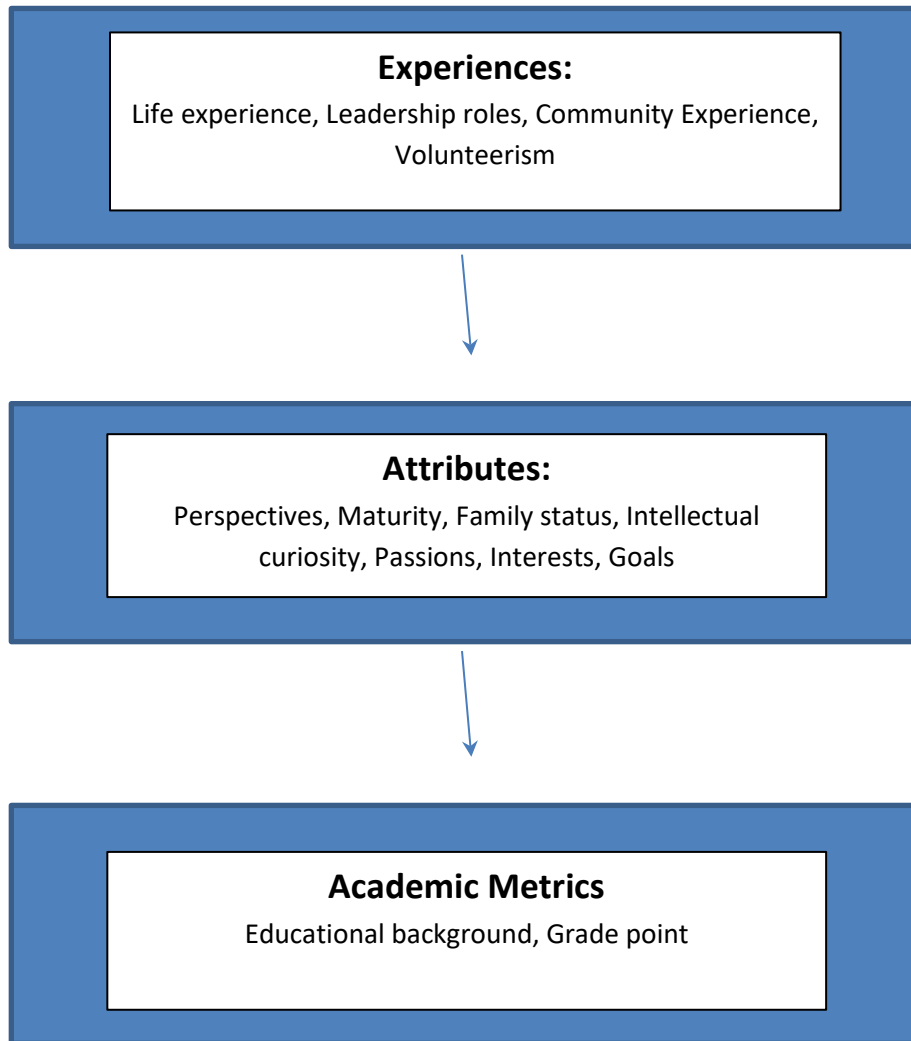 Experiences:
Life experience, Leadership roles, Community Experience,
Volunteerism
Attributes:
Perspectives, Maturity, Family status, Intellectual
curiosity, Passions, Interests, Goals
Academic Metrics
Educational background, Grade point